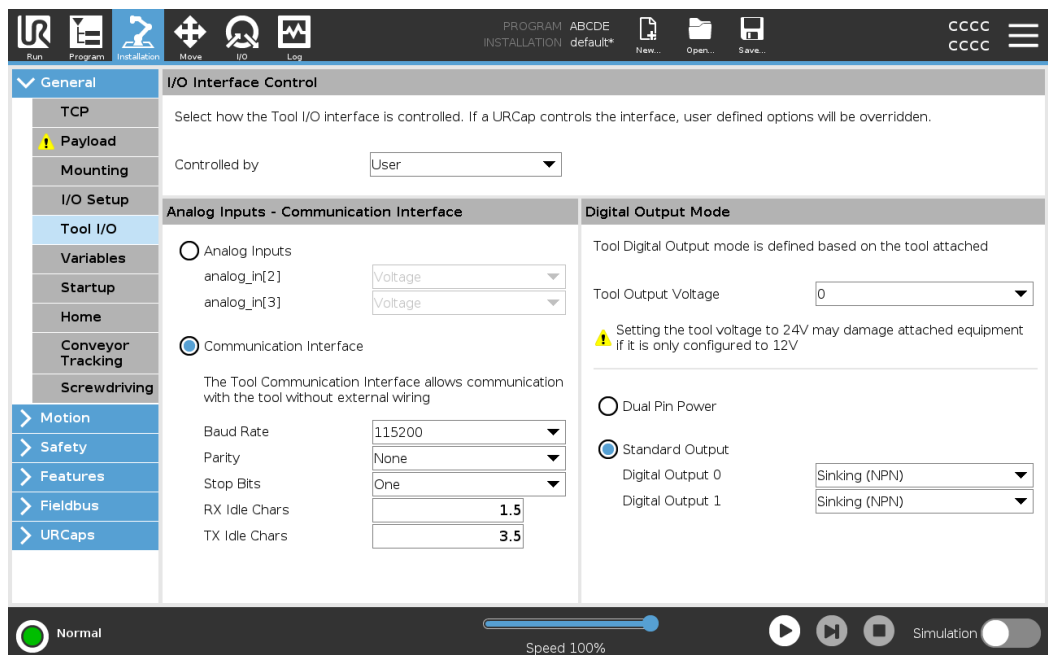 PROGRAM ABCDE
INSTALLATION default*
Run
Program
Installation
Move
I/O
Log
New...
Open...
Save...
CCCC
CCCC
General
TCP
Payload
Mounting
I/O Setup
Tool I/O
Variables
Startup
Home
Conveyor
Tracking
Screwdriving
Motion
Safety
Features
Fieldbus
URCaps
I/O Interface Control
Select how the Tool I/O interface is controlled. If a URCap controls the interface, user defined options will be overridden.
Controlled by User
Analog Inputs - Communication Interface
Analog Inputs
analog_in[2] Voltage
analog_in[3] Voltage
Communication Interface
The Tool Communication Interface allows communication
with the tool without external wiring
Baud Rate 115200
Parity None
Stop Bits One
RX Idle Chars 1.5
TX Idle Chars 3.5
Digital Output Mode
Tool Digital Output mode is defined based on the tool attached
Tool Output Voltage 0
Setting the tool voltage to 24V may damage attached equipment
if it is only configured to 12V
Dual Pin Power
Standard Output
Digital Output 0 Sinking (NPN)
Digital Output 1 Sinking (NPN)
Normal
Speed 100%
Simulation